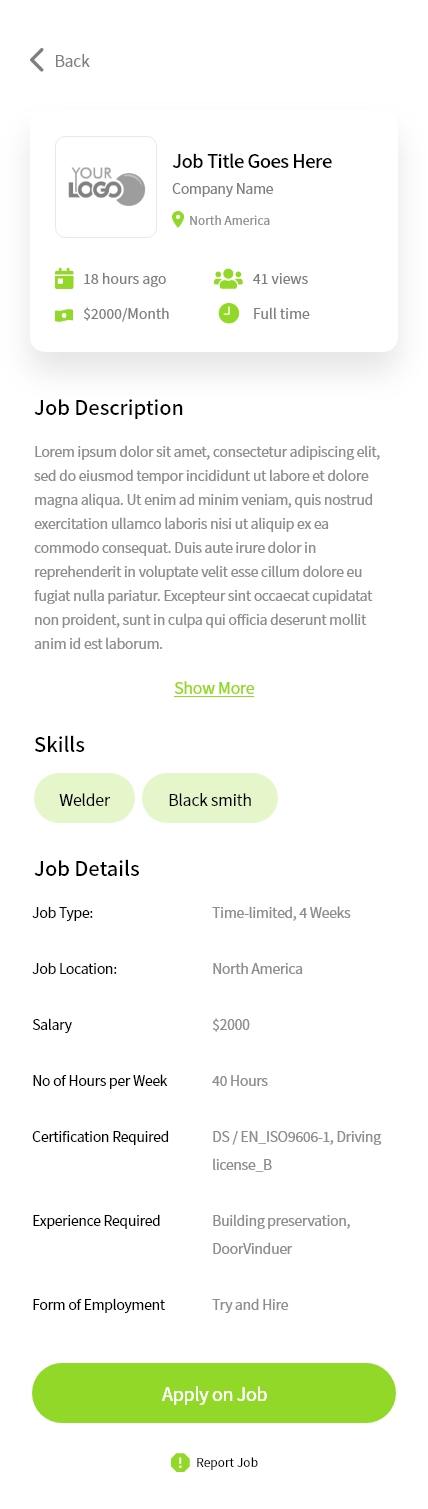 Back
YOUR
LOGO
Job Title Goes Here
Company Name
North America
18 hours ago
41 views
$2000/Month
Full time
Job Description
Lorem ipsum dolor sit amet, consectetur adipiscing elit,
sed do eiusmod tempor incididunt ut labore et dolore
magna aliqua. Ut enim ad minim veniam, quis nostrud
exercitation ullamco laboris nisi ut aliquip ex ea
commodo consequat. Duis aute irure dolor in
reprehenderit in voluptate velit esse cillum dolore eu
fugiat nulla pariatur. Excepteur sint occaecat cupidatat
non proident, sunt in culpa qui officia deserunt mollit
anim id est laborum.
Show More
Skills
Welder
Black smith
Job Details
Job Type:
Time-limited, 4 Weeks
Job Location:
North America
Salary
$2000
No of Hours per Week
40 Hours
Certification Required
DS / EN_ISO9606-1, Driving
license_B
Experience Required
Building preservation,
DoorVinduer
Form of Employment
Try and Hire
Apply on Job
Report Job